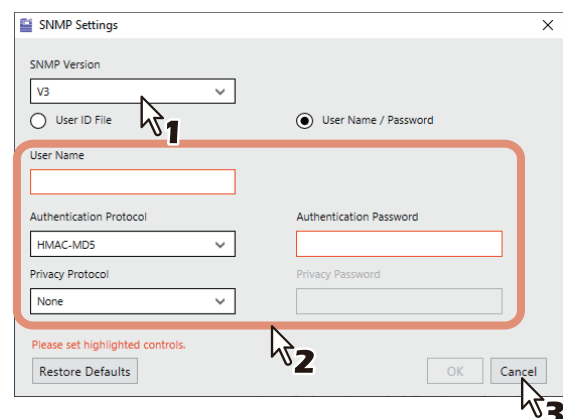 SNMP Settings
SNMP Version
V3
1
User ID File
User Name / Password
User Name
Authentication Protocol
Authentication Password
HMAC-MD5
Privacy Protocol
Privacy Password
None
2
Please set highlighted controls.
Restore Defaults
OK
Cancel
3